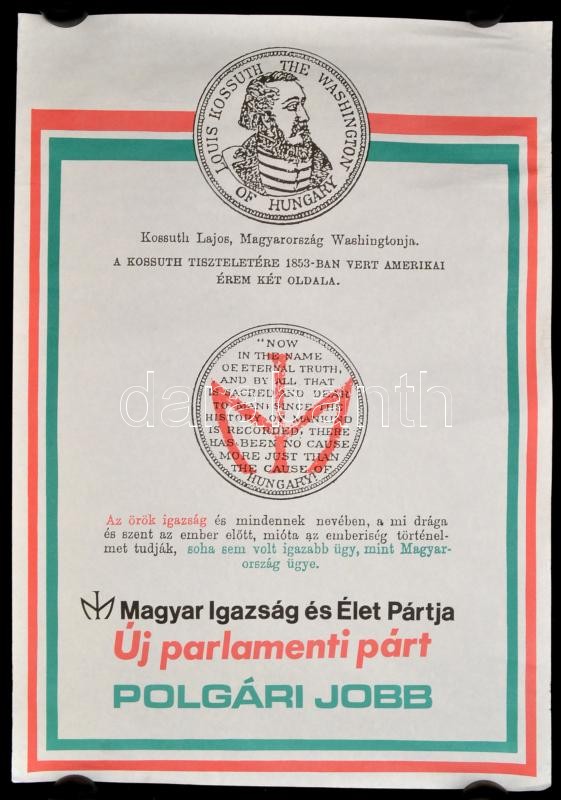 LOUIS KOSSUTH THE WASHINGTON
OF HUNGARY
Kossuth Lajos, Magyarország Washingtonja.
A KOSSUTH TISZTELETÉRE 1853-BAN VERT AMERIKAI
ÉREM KÉT OLDALA.
"NOW
IN THE NAME
OF ETERNAL TRUTH,
AND BY ALL THAT
IS SACRED AND DEAR
TO MAN; SINCE THE
HISTORY OF MANKIND
IS RECORDED, THERE
HAS BEEN NO CAUSE
MORE JUST THAN
THE CAUSE OF
HUNGARY"
Az örök igazság és mindennek nevében, a mi drága
és szent az ember előtt, mióta az emberiség történel-
met tudják, soha sem volt igazabb ügy, mint Magyar-
ország ügye.
Magyar Igazság és Élet Pártja
Új parlamenti párt
POLGÁRI JOBB